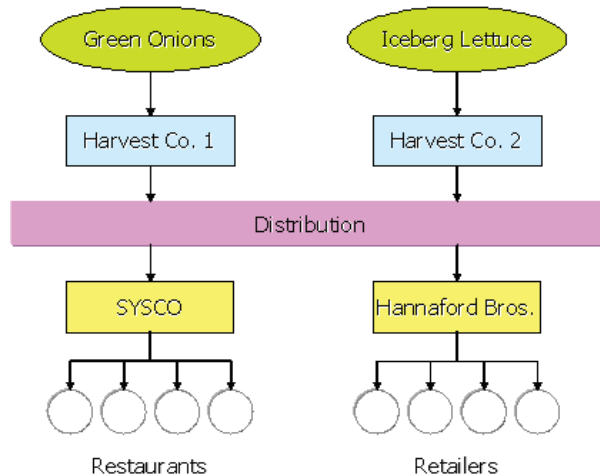 Green Onions
Iceberg Lettuce
Harvest Co. 1
Harvest Co. 2
Distribution
SYSCO
Hannaford Bros.
Restaurants
Retailers